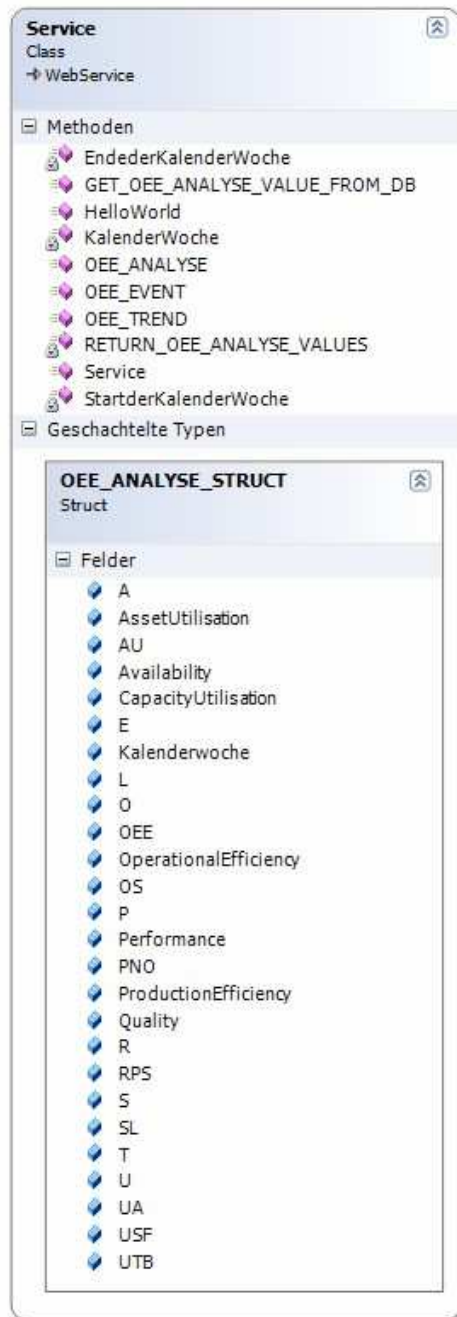 Service
Class
WebService
Methoden
EndederKalenderWoche
GET_OEE_ANALYSE_VALUE_FROM_DB
HelloWorld
KalenderWoche
OEE_ANALYSE
OEE_EVENT
OEE_TREND
RETURN_OEE_ANALYSE_VALUES
Service
StartderKalenderWoche
Geschachtelte Typen
OEE_ANALYSE_STRUCT
Struct
Felder
A
AssetUtilisation
AU
Availability
CapacityUtilisation
E
Kalenderwoche
L
O
OEE
OperationalEfficiency
OS
P
Performance
PNO
ProductionEfficiency
Quality
R
RPS
S
SL
T
U
UA
USF
UTB